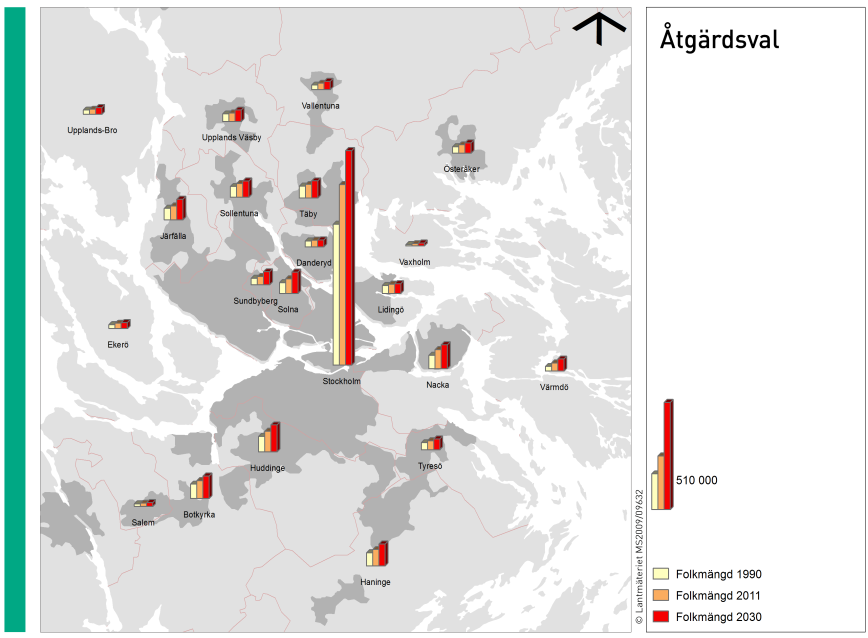 Åtgärdsval
Vallentuna
Upplands-Bro
Upplands Väsby
Österåker
Sollentuna
Täby
Järfälla
Danderyd
Vaxholm
Sundbyberg
Solna
Lidingö
Ekerö
Stockholm
Nacka
Värmdö
Huddinge
Tyresö
Botkyrka
Salem
Haninge
510 000
© Lantmäteriet MS2009/09632
Folkmängd 1990
Folkmängd 2011
Folkmängd 2030